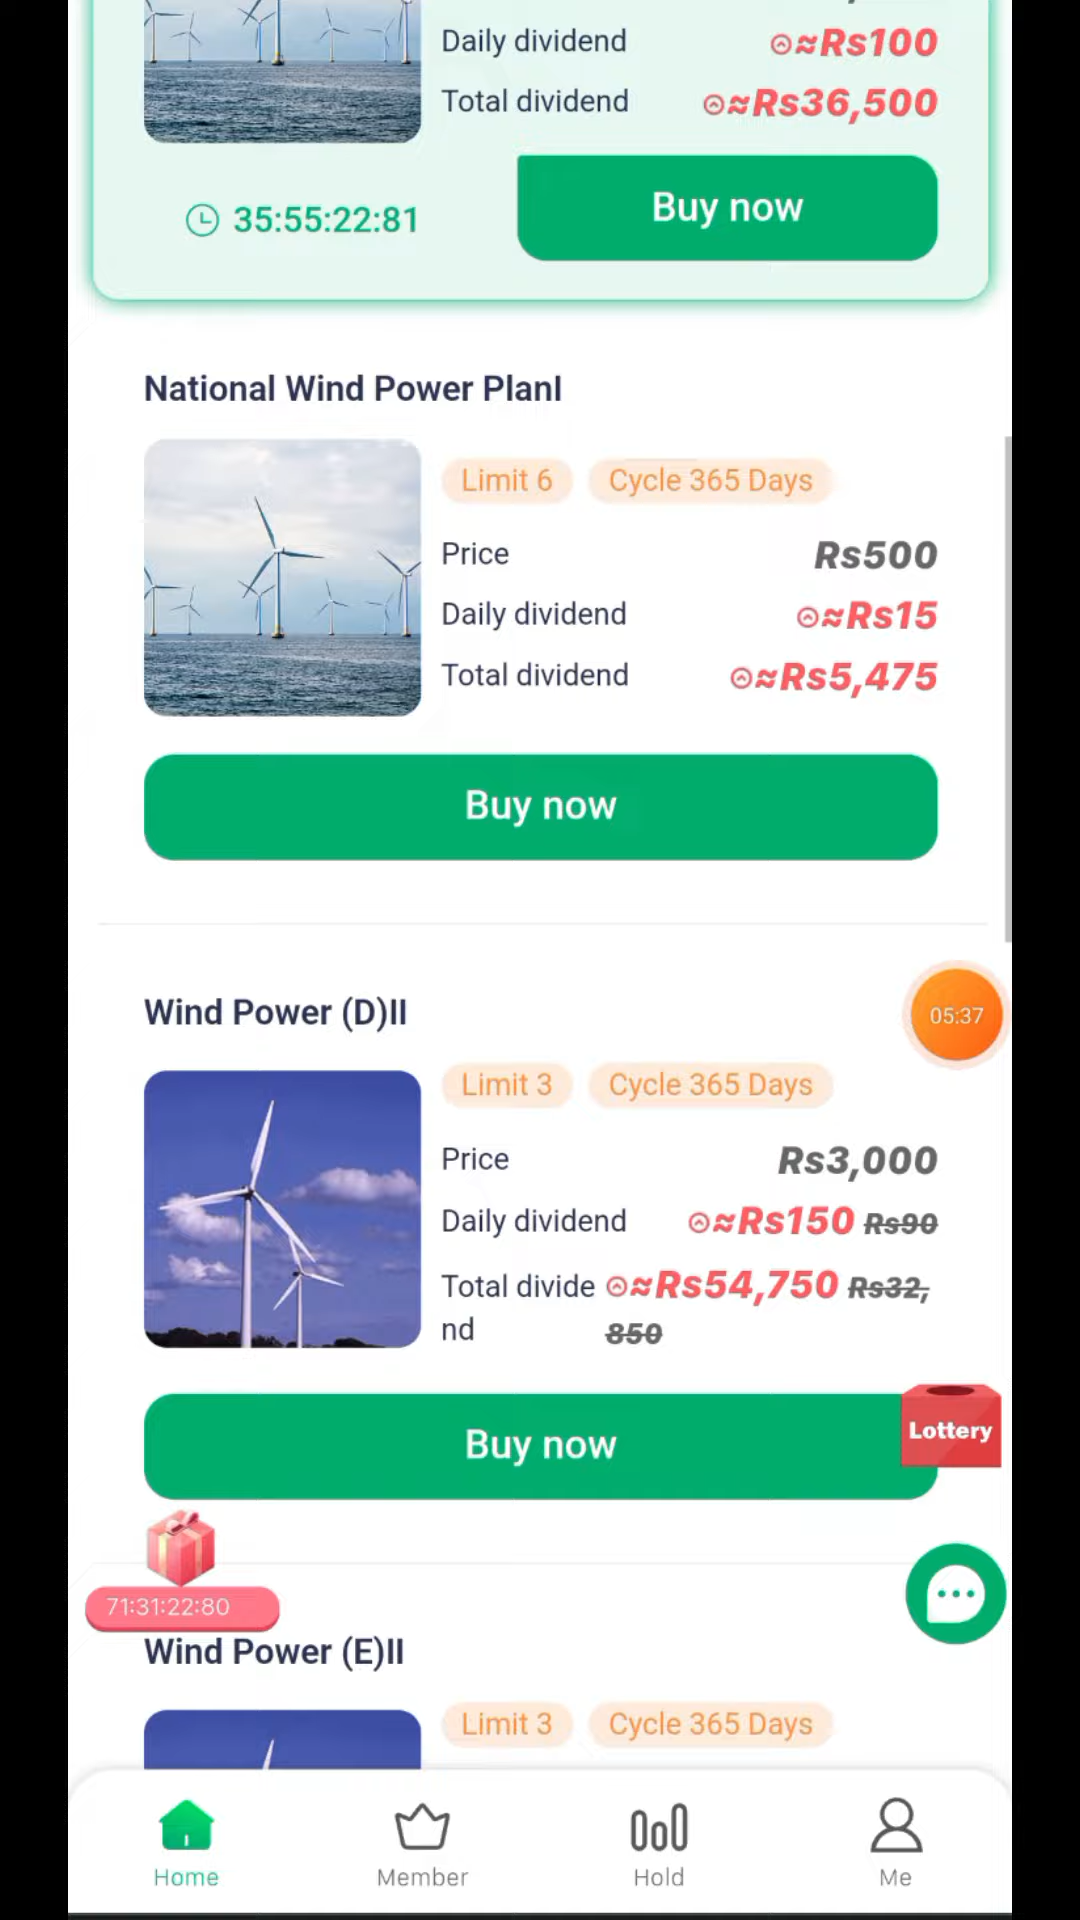 Daily dividend ≈Rs100
Total dividend ≈Rs36,500
35:55:22:81 Buy now
National Wind Power PlanI
Limit 6 Cycle 365 Days
Price Rs500
Daily dividend ≈Rs15
Total dividend ≈Rs5,475
Buy now
Wind Power (D)II
05:37
Limit 3 Cycle 365 Days
Price Rs3,000
Daily dividend ≈Rs150 Rs90
Total divide ≈Rs54,750 Rs32,
nd 850
Buy now
Lottery
71:31:22:80
Wind Power (E)II
Limit 3 Cycle 365 Days
Home Member Hold Me